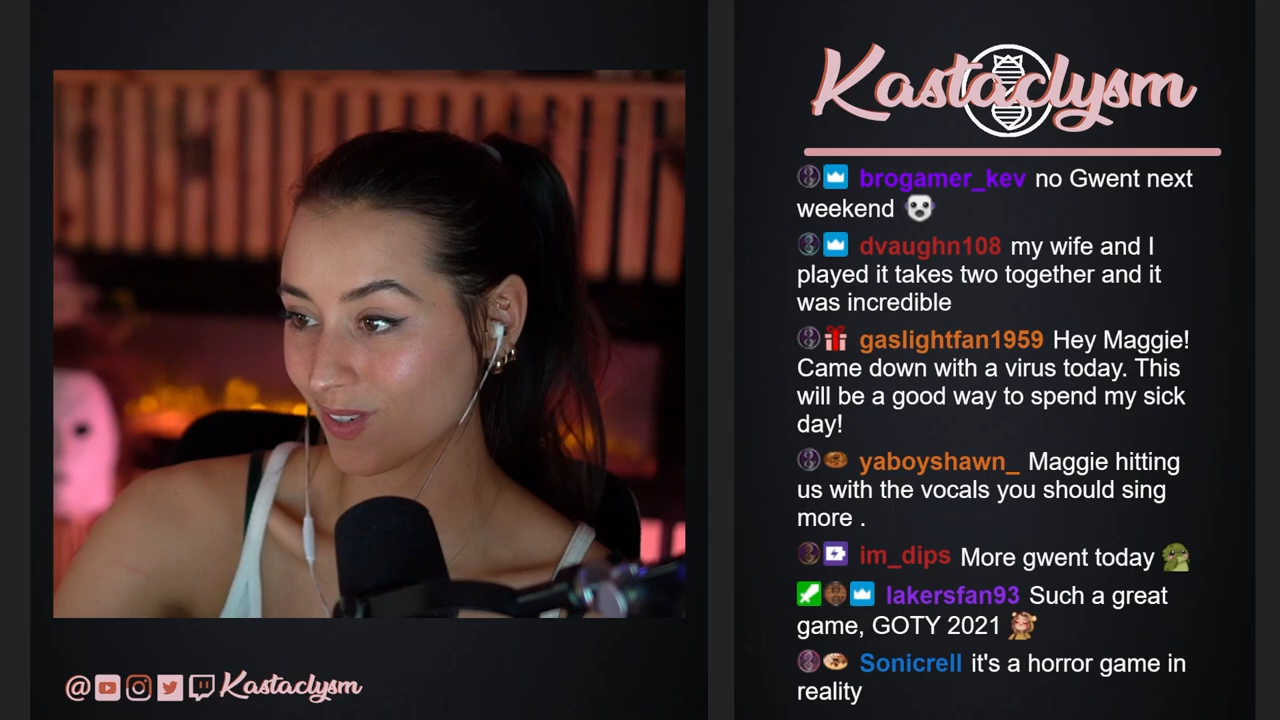 Kastaclysm
brogamer_kev no Gwent next
weekend
dvaughn108 my wife and I
played it takes two together and it
was incredible
gaslightfan1959 Hey Maggie!
Came down with a virus today. This
will be a good way to spend my sick
day!
yaboyshawn_ Maggie hitting
us with the vocals you should sing
more .
im_dips More gwent today
lakersfan93 Such a great
game, GOTY 2021
Sonicrell it's a horror game in
reality
@ Kastaclysm